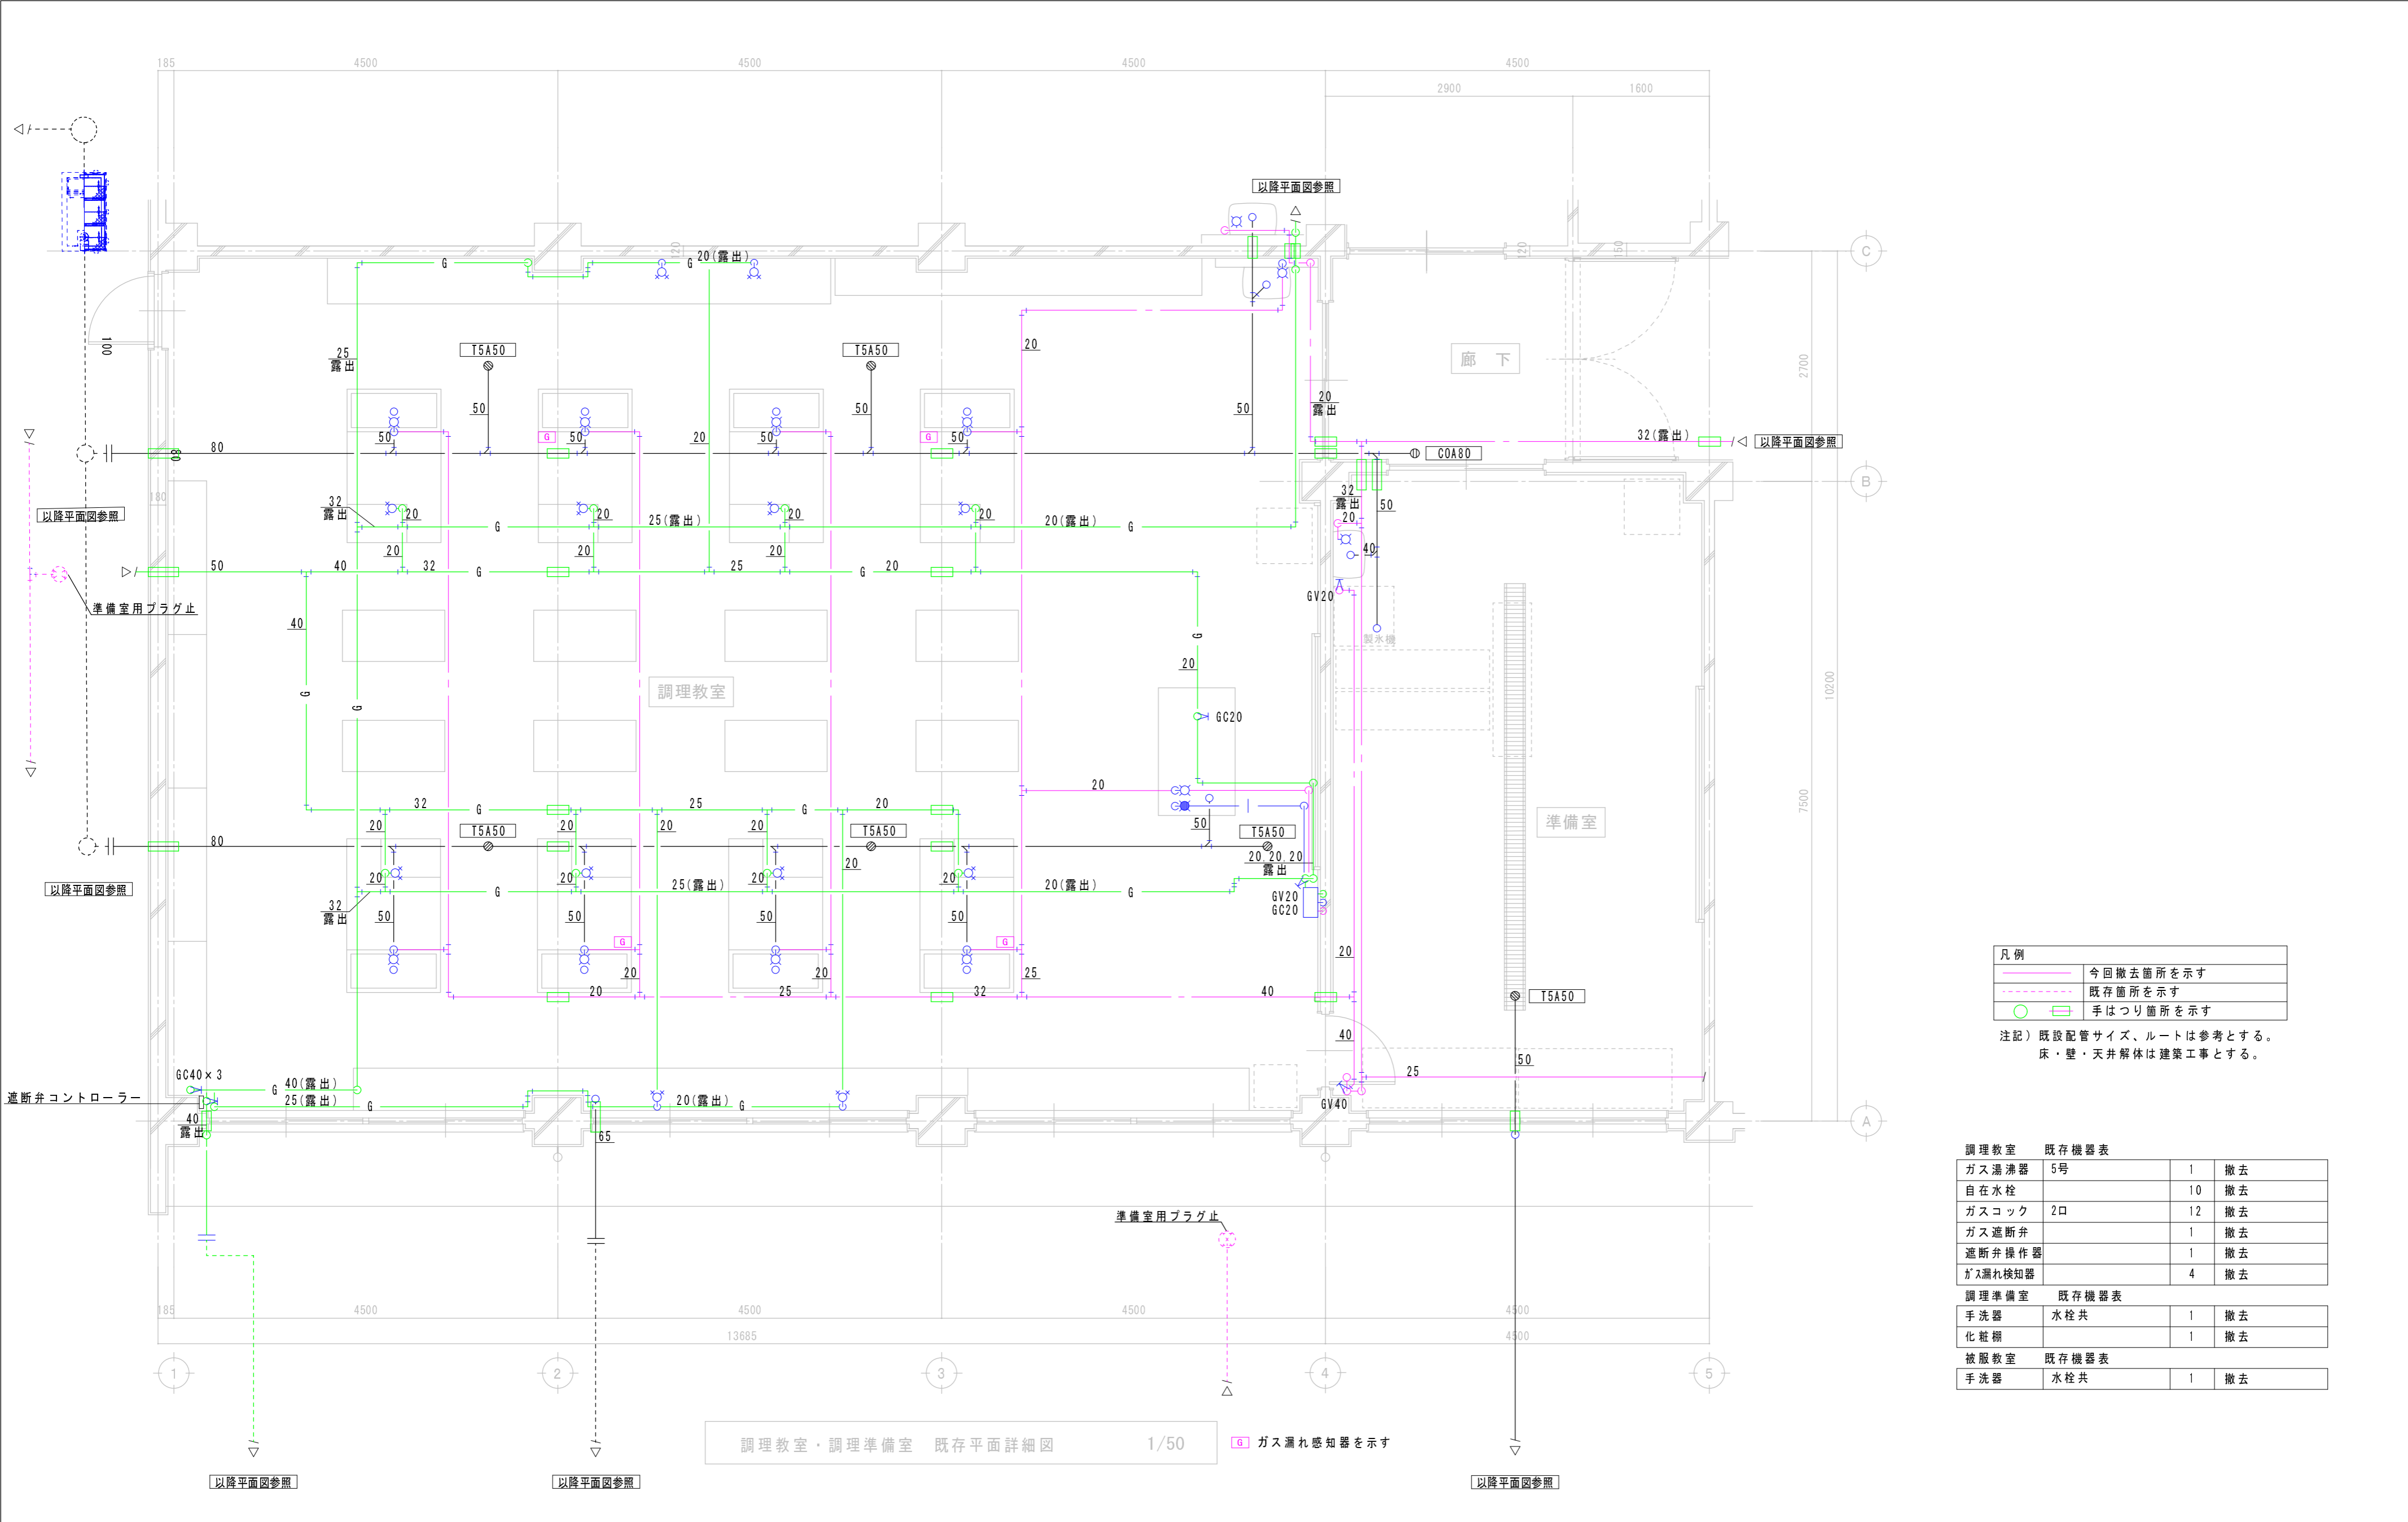 185
4500
4500
4500
4500
2900
1600
以降平面図参照
C
120
G
G
20(露出)
120
150
100
25
露出
T5A50
T5A50
20
廊 下
2700
50
50
50
20
露出
G
G
50
50
50
50
20
32(露出)
以降平面図参照
80
80
80
COA80
B
180
以降平面図参照
32
露出
20
20
20
20
G
25(露出)
20(露出)
G
32
露出
20
50
40
20
20
20
50
40
32
G
25
G
20
準備室用プラグ止
GV20
40
製氷機
G
20
G
G
調理教室
10200
GC20
20
32
G
25
G
20
準備室
7500
20
T5A50
20
20
20
T5A50
50
T5A50
80
20
20,20,20
露出
以降平面図参照
20
20
20
20
G
25(露出)
20(露出)
G
32
露出
50
50
50
50
GV20
GC20
G
G
20
20
20
25
20
25
32
40
T5A50
40
50
25
GC40×3
40(露出)
G
遮断弁コントローラー
25(露出)
G
20(露出)
G
GV40
A
40
露出
65
凡例
今回撤去箇所を示す
既存箇所を示す
手はつり箇所を示す
注記) 既設配管サイズ、ルートは参考とする。
床・壁・天井解体は建築工事とする。
準備室用プラグ止
調理教室 既存機器表
ガス湯沸器 5号 1 撤去
自在水栓 10 撤去
ガスコック 2口 12 撤去
ガス遮断弁 1 撤去
遮断弁操作器 1 撤去
ガス漏れ検知器 4 撤去
調理準備室 既存機器表
手洗器 水栓共 1 撤去
化粧棚 1 撤去
被服教室 既存機器表
手洗器 水栓共 1 撤去
185
4500
4500
4500
13685
4500
1
2
3
4
5
調理教室・調理準備室 既存平面詳細図 1/50
G ガス漏れ感知器を示す
以降平面図参照
以降平面図参照
以降平面図参照